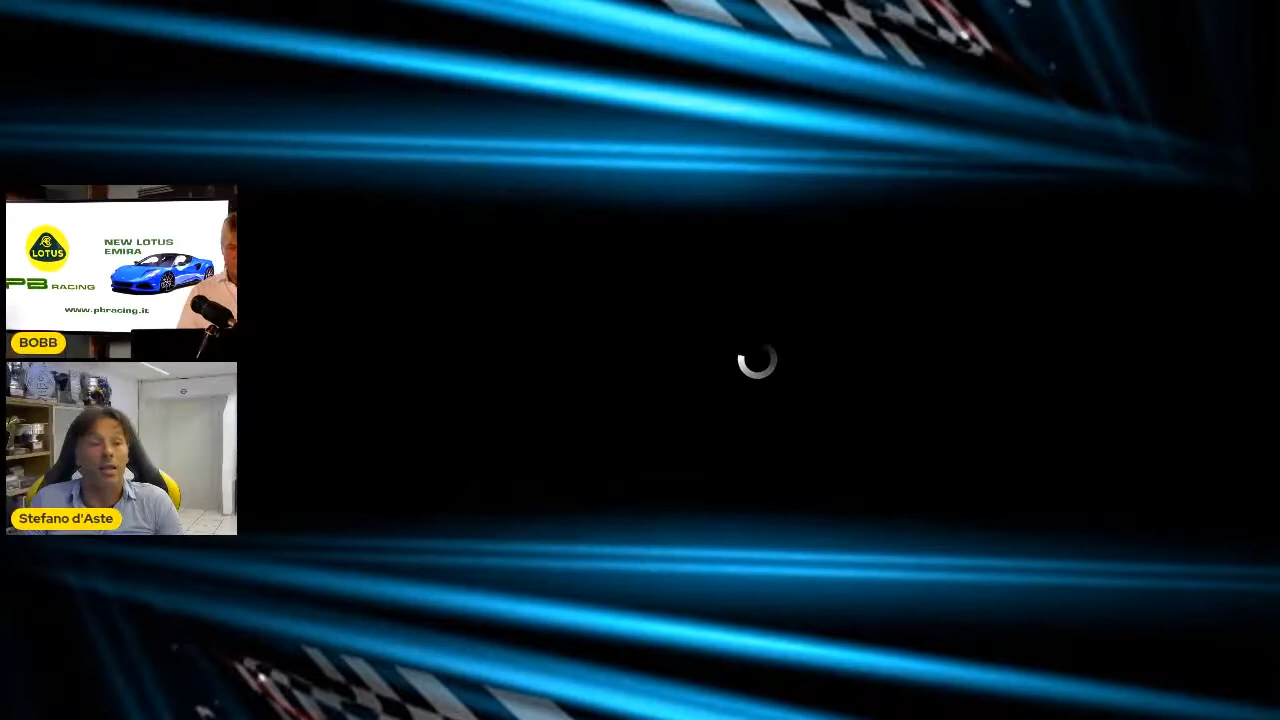 LOTUS
NEW LOTUS
EMIRA
PB RACING
www.pbracing.it
BOBB
Stefano d'Aste